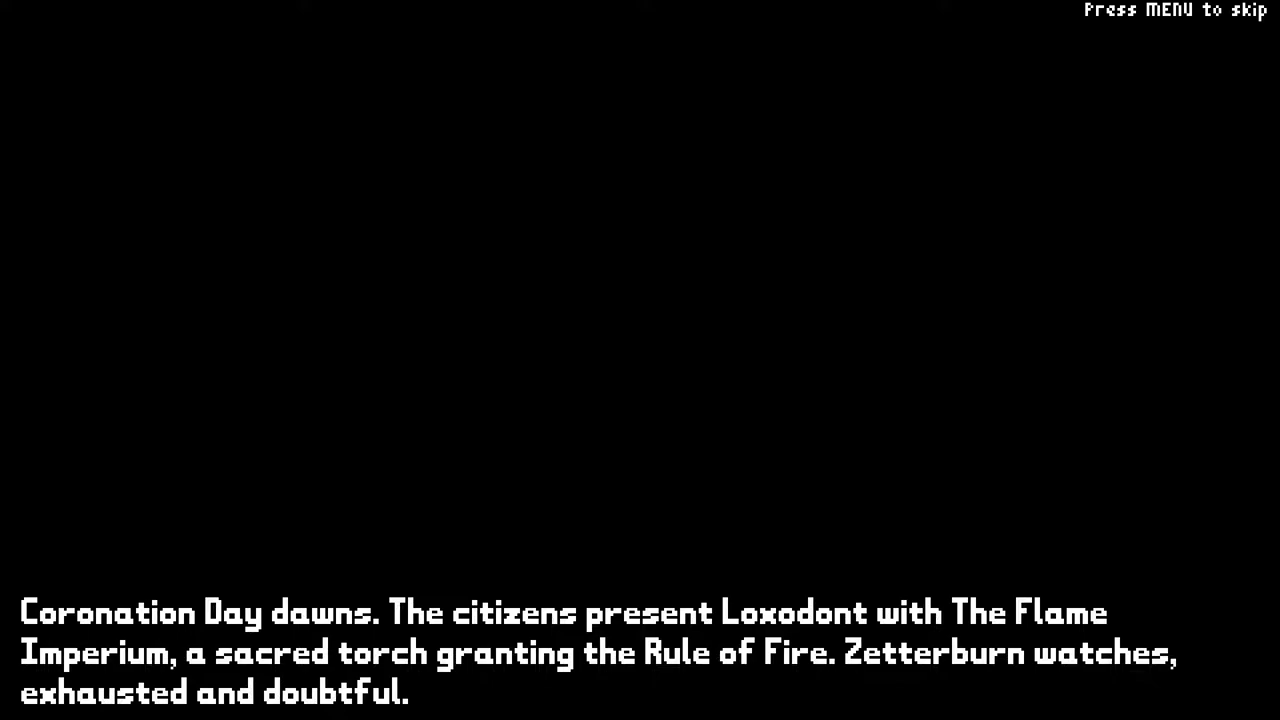 Press MENU to skip
Coronation Day dawns. The citizens present Loxodont with The Flame
Imperium, a sacred torch granting the Rule of Fire. Zetterburn watches,
exhausted and doubtful.